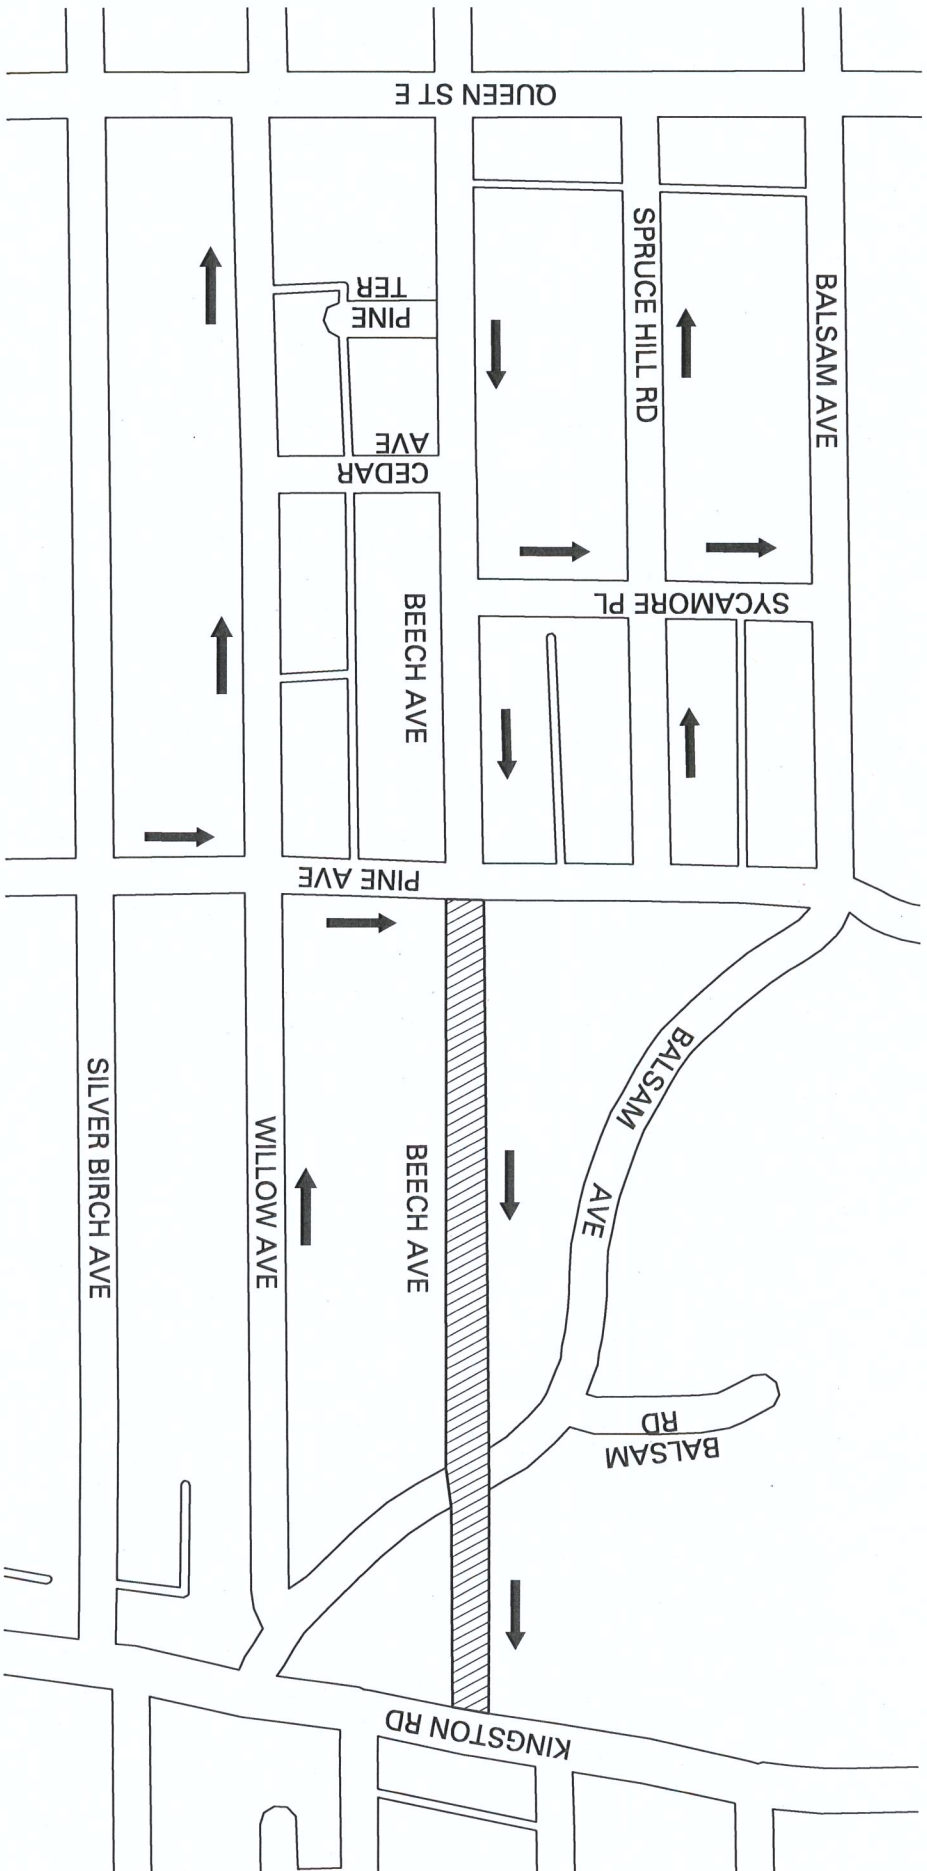 QUEEN ST E
PINE
TER
SPRUCE HILL RD
BALSAM AVE
CEDAR
AVE
BEECH AVE
SYCAMORE PL
PINE AVE
SILVER BIRCH AVE
WILLOW AVE
BEECH AVE
BALSAM
AVE
BALSAM
RD
KINGSTON RD